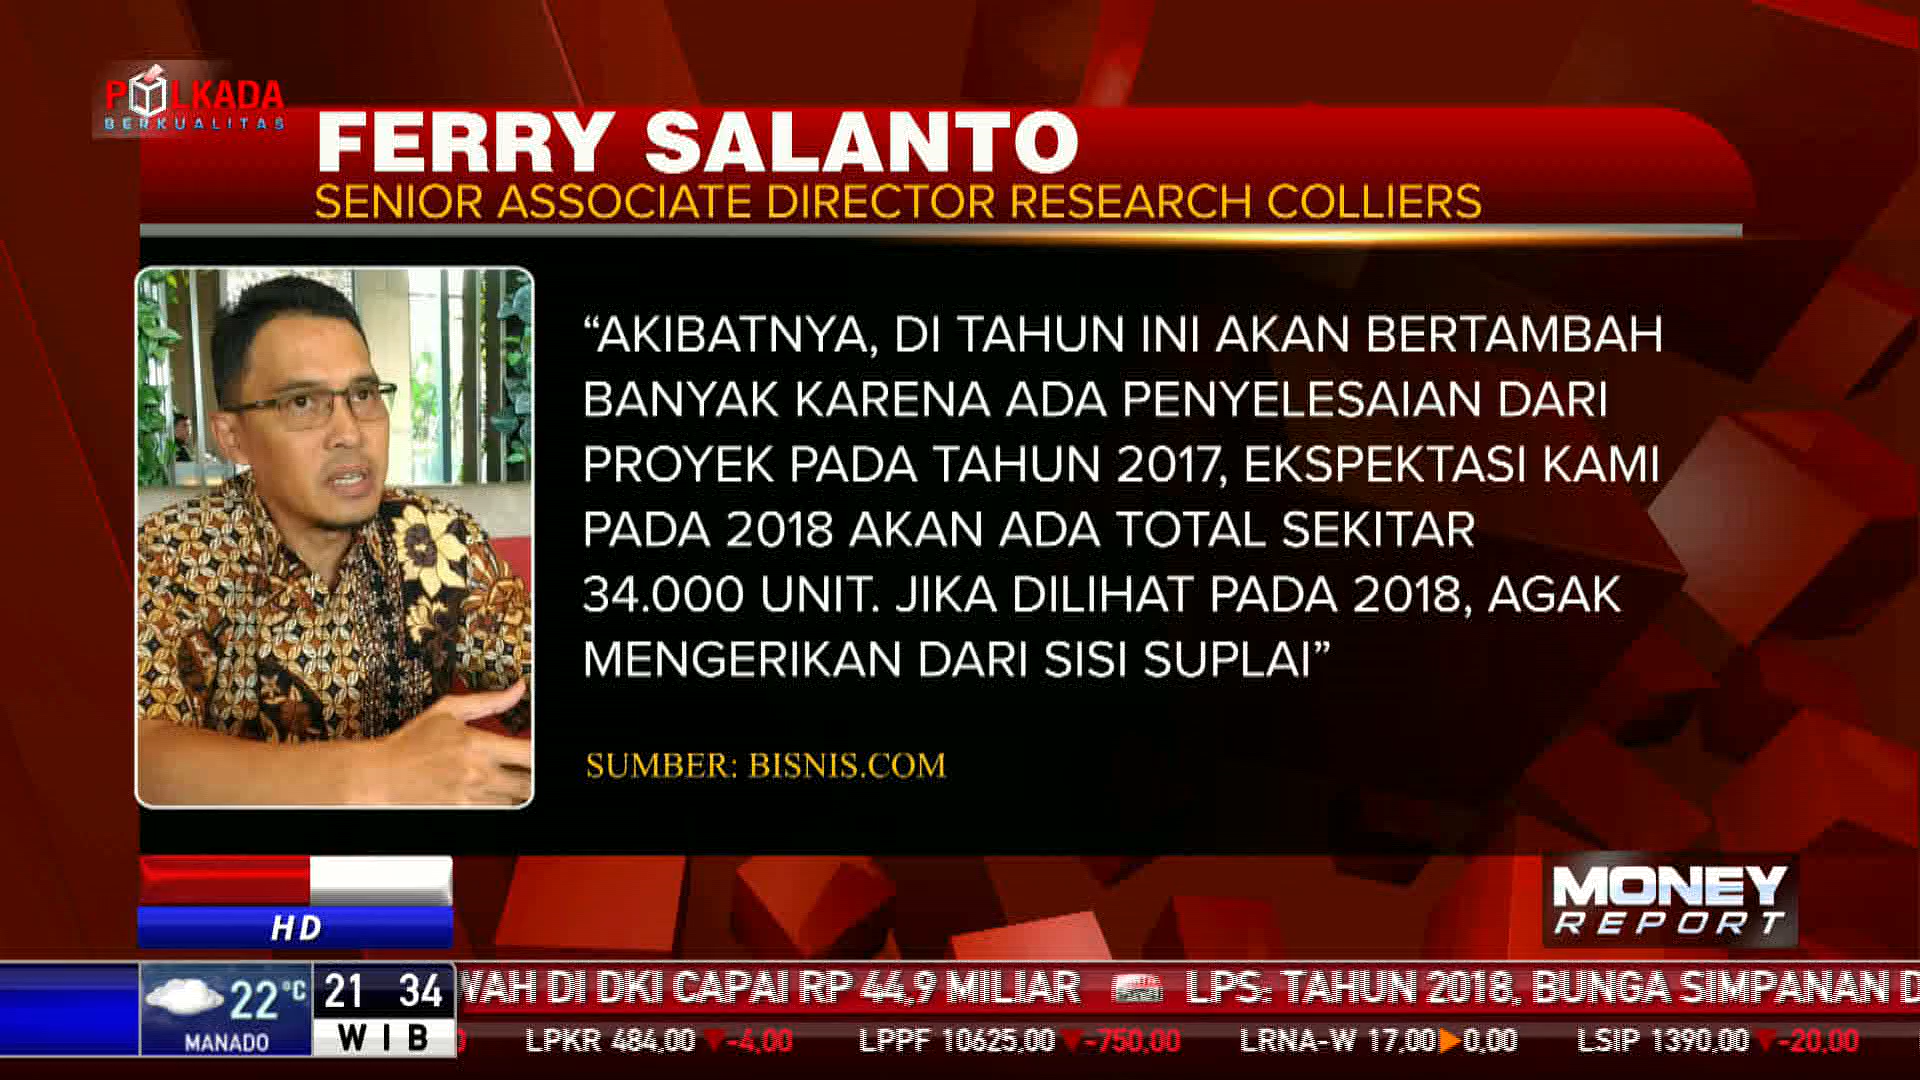 POLKADA
BERKUALITAS
FERRY SALANTO
SENIOR ASSOCIATE DIRECTOR RESEARCH COLLIERS
“AKIBATNYA, DI TAHUN INI AKAN BERTAMBAH
BANYAK KARENA ADA PENYELESAIAN DARI
PROYEK PADA TAHUN 2017, EKSPEKTASI KAMI
PADA 2018 AKAN ADA TOTAL SEKITAR
34.000 UNIT. JIKA DILIHAT PADA 2018, AGAK
MENGERIKAN DARI SISI SUPLAI”
SUMBER: BISNIS.COM
HD
MONEY
REPORT
22°C
MANADO
21 34
WIB
WAH DI DKI CAPAI RP 44,9 MILIAR LPS: TAHUN 2018, BUNGA SIMPANAN D
LPKR 484,00 ▼-4,00 LPPF 10625,00 ▼-750,00 LRNA-W 17,00 ▶0,00 LSIP 1390,00 ▼-20,00